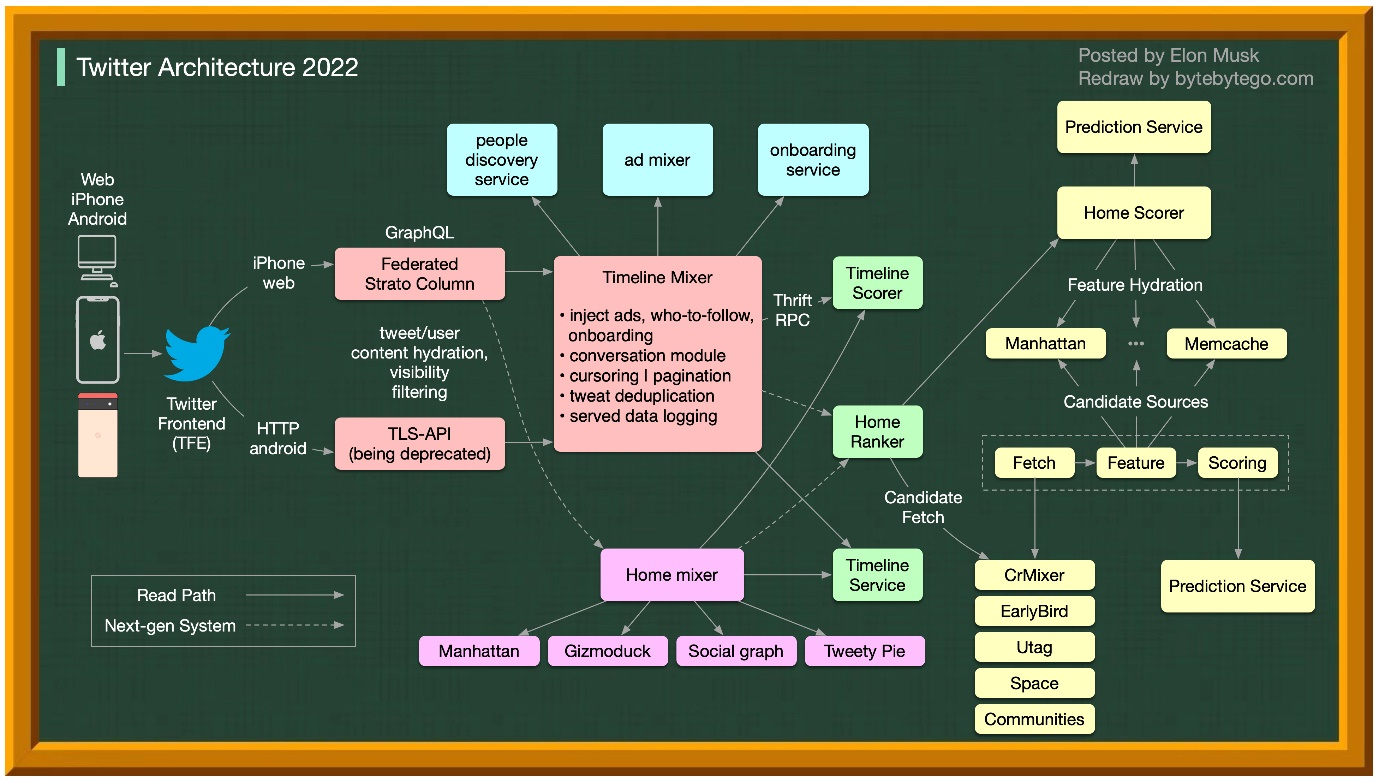 Twitter Architecture 2022
Posted by Elon Musk
Redraw by bytebytego.com
Web
iPhone
Android
Twitter
Frontend
(TFE)
iPhone
web
HTTP
android
GraphQL
Federated
Strato Column
tweet/user
content hydration,
visibility
filtering
TLS-API
(being deprecated)
people
discovery
service
ad mixer
onboarding
service
Timeline Mixer
• inject ads, who-to-follow,
onboarding
• conversation module
• cursoring I pagination
• tweat deduplication
• served data logging
Thrift
RPC
Timeline
Scorer
Home
Ranker
Candidate
Fetch
Timeline
Service
Home mixer
Manhattan
Gizmoduck
Social graph
Tweety Pie
Prediction Service
Home Scorer
Feature Hydration
Manhattan
•••
Memcache
Candidate Sources
Fetch
Feature
Scoring
CrMixer
EarlyBird
Utag
Space
Communities
Prediction Service
Read Path
Next-gen System